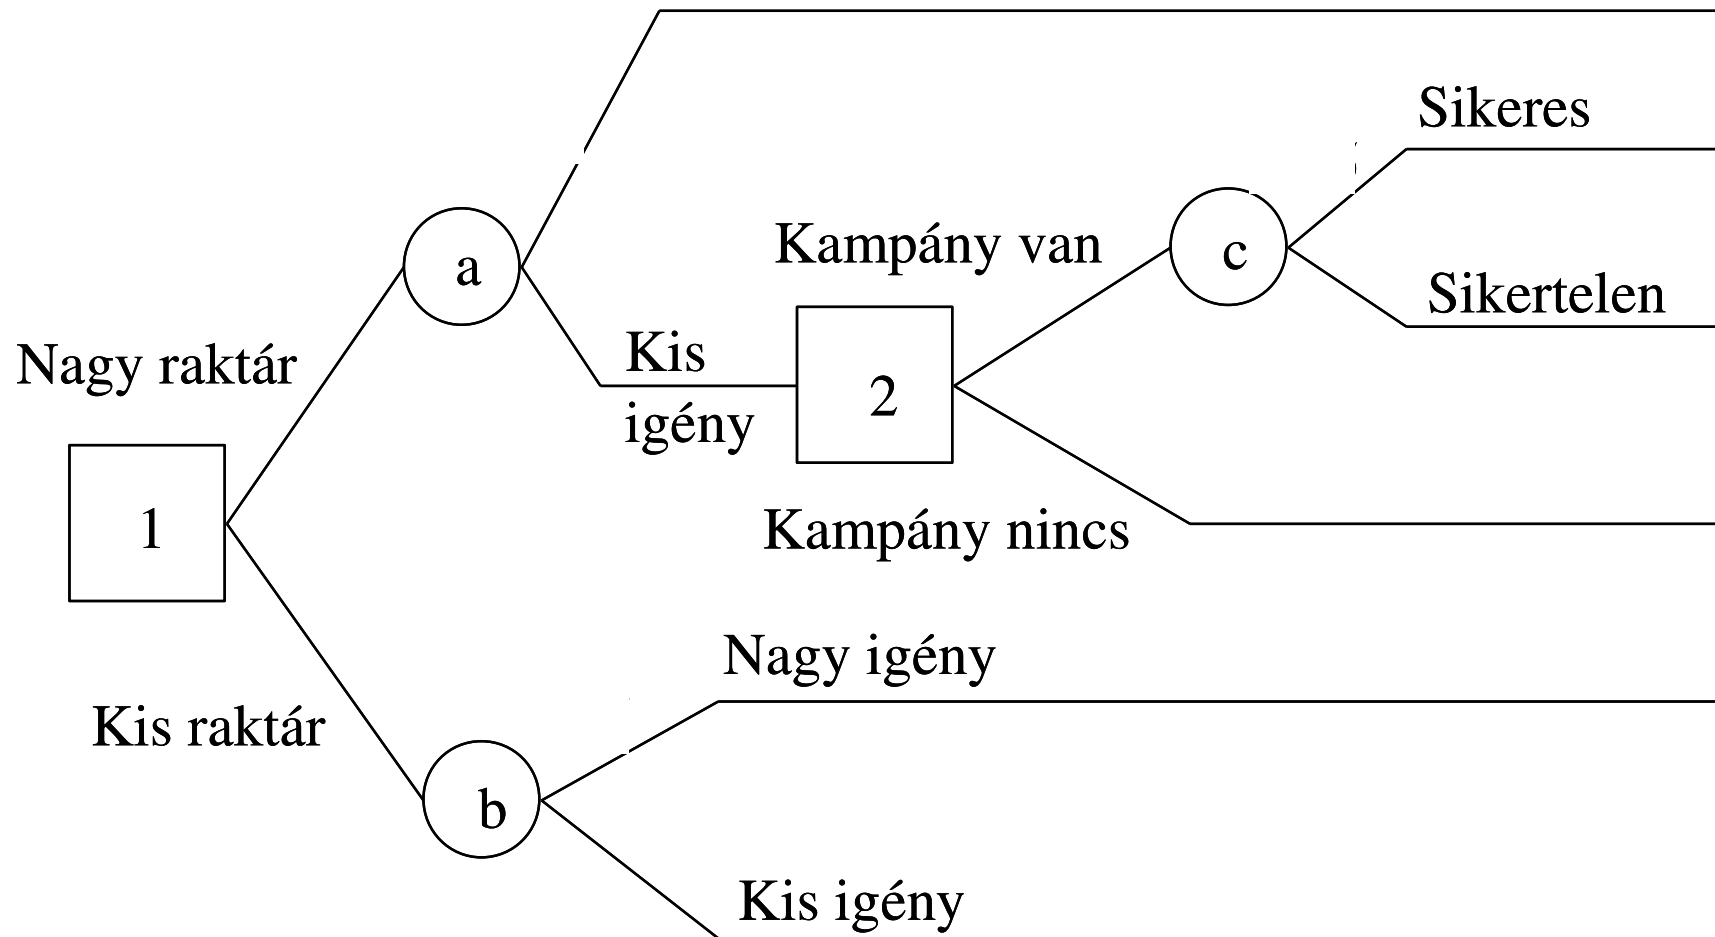 Sikeres
Kampány van
c
a
Sikertelen
Nagy raktár
Kis
igény
2
1
Kampány nincs
Nagy igény
Kis raktár
b
Kis igény